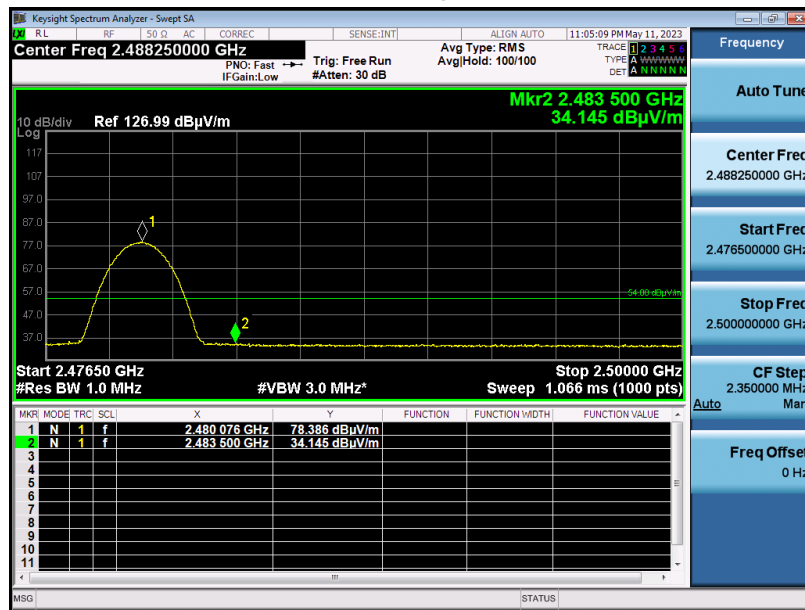 Keysight Spectrum Analyzer - Swept SA
LXI RL RF 50 Ω AC CORREC SENSE:INT ALIGN AUTO 11:05:09 PM May 11, 2023
Center Freq 2.488250000 GHz
PNO: Fast
IFGain:Low
Trig: Free Run
#Atten: 30 dB
Avg Type: RMS
Avg|Hold: 100/100
TRACE 1 2 3 4 5 6
TYPE A WWWWW
DET A N N N N N
Frequency
Auto Tune
Mkr2 2.483 500 GHz
34.145 dBµV/m
10 dB/div Ref 126.99 dBµV/m
Log
117
107
97.0
87.0
77.0
67.0
57.0
47.0
37.0
1
2
54.00 dBµV/m
Start 2.47650 GHz Stop 2.50000 GHz
#Res BW 1.0 MHz #VBW 3.0 MHz* Sweep 1.066 ms (1000 pts)
Center Freq
2.488250000 GHz
Start Freq
2.476500000 GHz
Stop Freq
2.500000000 GHz
CF Step
2.350000 MHz
Auto Man
Freq Offset
0 Hz
MKR MODE TRC SCL X Y FUNCTION FUNCTION WIDTH FUNCTION VALUE
1 N 1 f 2.480 076 GHz 78.386 dBµV/m
2 N 1 f 2.483 500 GHz 34.145 dBµV/m
3
4
5
6
7
8
9
10
11
MSG STATUS